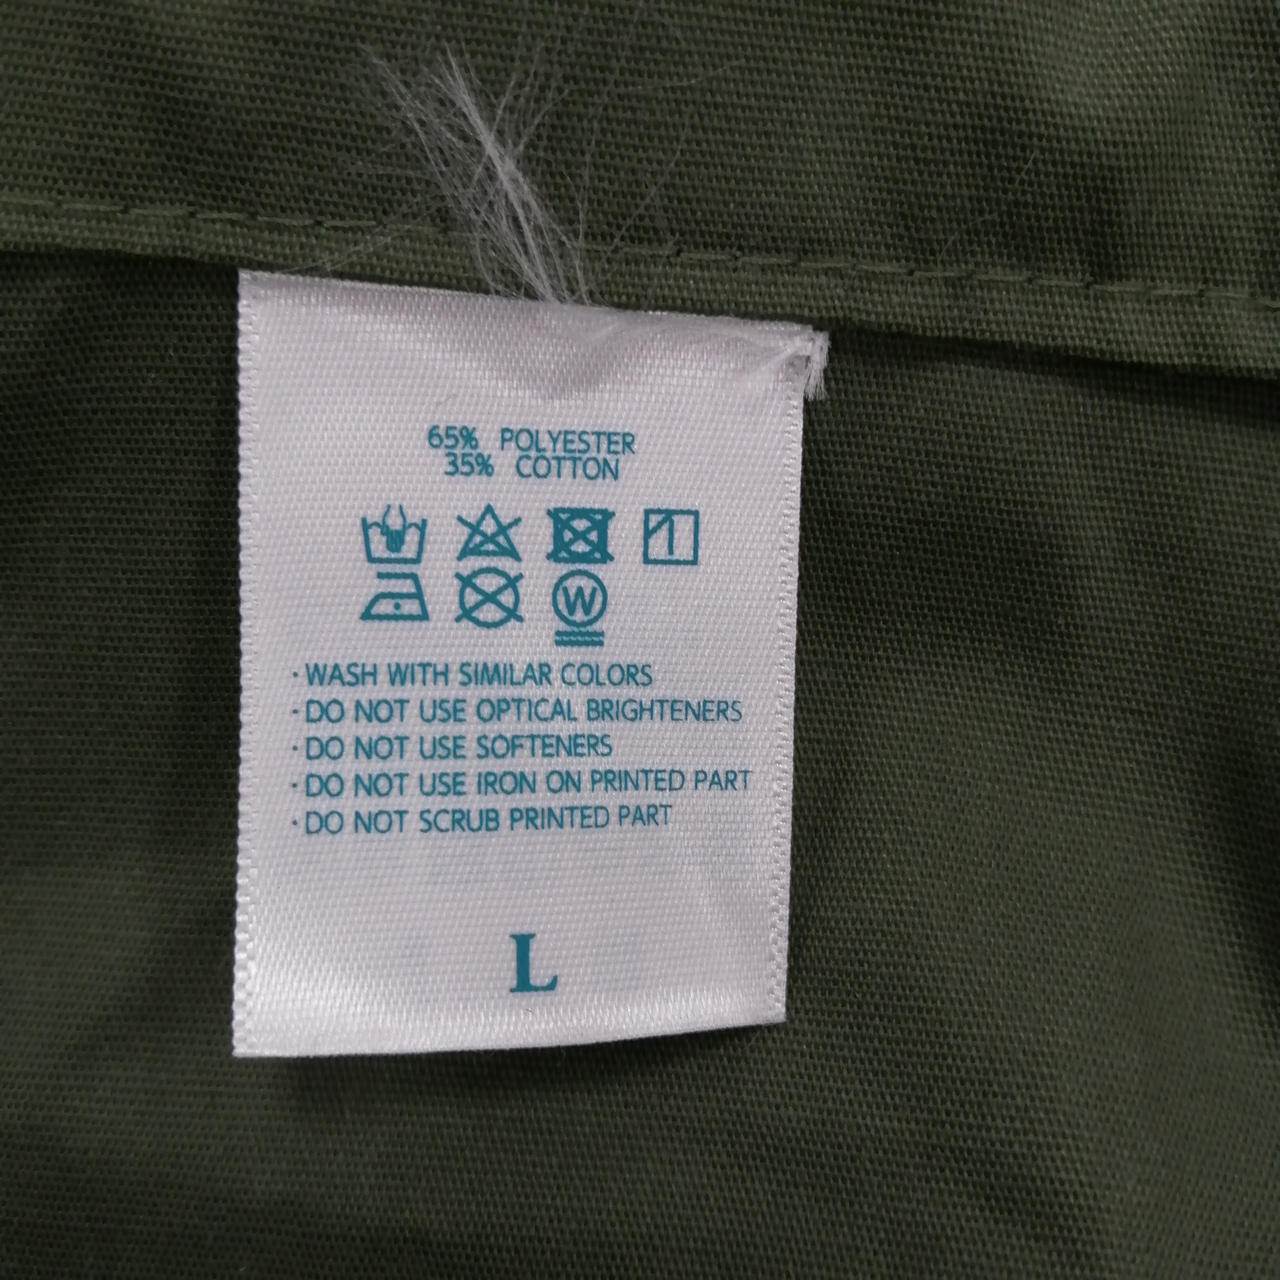 65% POLYESTER
35% COTTON
W
· WASH WITH SIMILAR COLORS
· DO NOT USE OPTICAL BRIGHTENERS
· DO NOT USE SOFTENERS
· DO NOT USE IRON ON PRINTED PART
· DO NOT SCRUB PRINTED PART
L